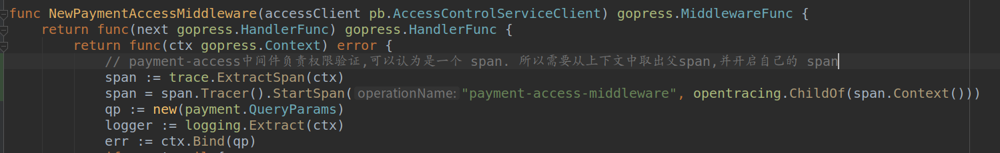 func NewPaymentAccessMiddleware(accessClient pb.AccessControlServiceClient) gopress.MiddlewareFunc {
return func(next gopress.HandlerFunc) gopress.HandlerFunc {
return func(ctx gopress.Context) error {
// payment-access中间件负责权限验证,可以认为是一个 span. 所以需要从上下文中取出父span,并开启自己的 span
span := trace.ExtractSpan(ctx)
span = span.Tracer().StartSpan( operationName: "payment-access-middleware", opentracing.ChildOf(span.Context()))
qp := new(payment.QueryParams)
logger := logging.Extract(ctx)
err := ctx.Bind(qp)